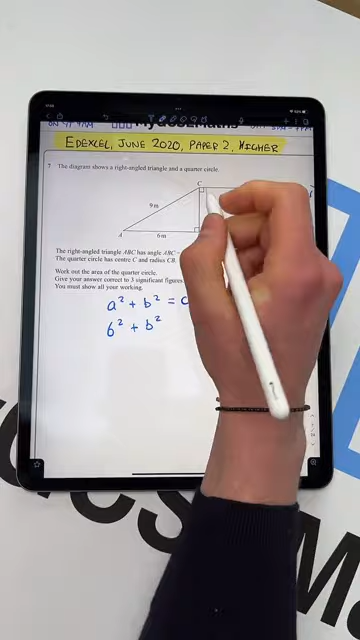 EDEXCEL, JUNE 2020, PAPER 2, HIGHER
7 The diagram shows a right-angled triangle and a quarter circle.
C
9 m
A
6 m
The right-angled triangle ABC has angle ABC =
The quarter circle has centre C and radius CB.
Work out the area of the quarter circle.
Give your answer correct to 3 significant figures
You must show all your working.
a² + b² = c
6² + b²